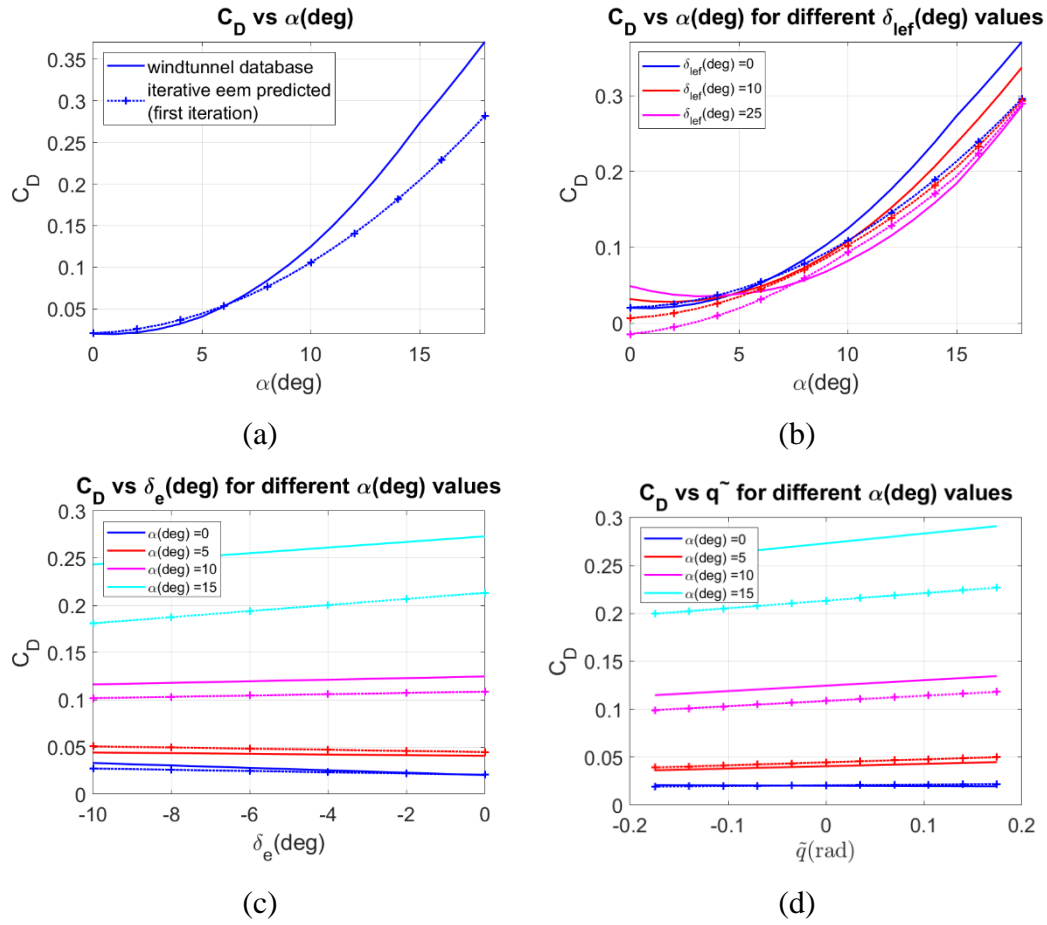 C_D vs α(deg)
windtunnel database
iterative eem predicted
(first iteration)
C_D
0.35
0.3
0.25
0.2
0.15
0.1
0.05
0 5 10 15
α(deg)
(a)
C_D vs α(deg) for different δ_lef(deg) values
δ_lef(deg) =0
δ_lef(deg) =10
δ_lef(deg) =25
C_D
0.3
0.2
0.1
0
0 5 10 15
α(deg)
(b)
C_D vs δ_e(deg) for different α(deg) values
α(deg) =0
α(deg) =5
α(deg) =10
α(deg) =15
C_D
0.3
0.25
0.2
0.15
0.1
0.05
0
-10 -8 -6 -4 -2 0
δ_e(deg)
(c)
C_D vs q~ for different α(deg) values
α(deg) =0
α(deg) =5
α(deg) =10
α(deg) =15
C_D
0.3
0.25
0.2
0.15
0.1
0.05
0
-0.2 -0.1 0 0.1 0.2
q̃(rad)
(d)